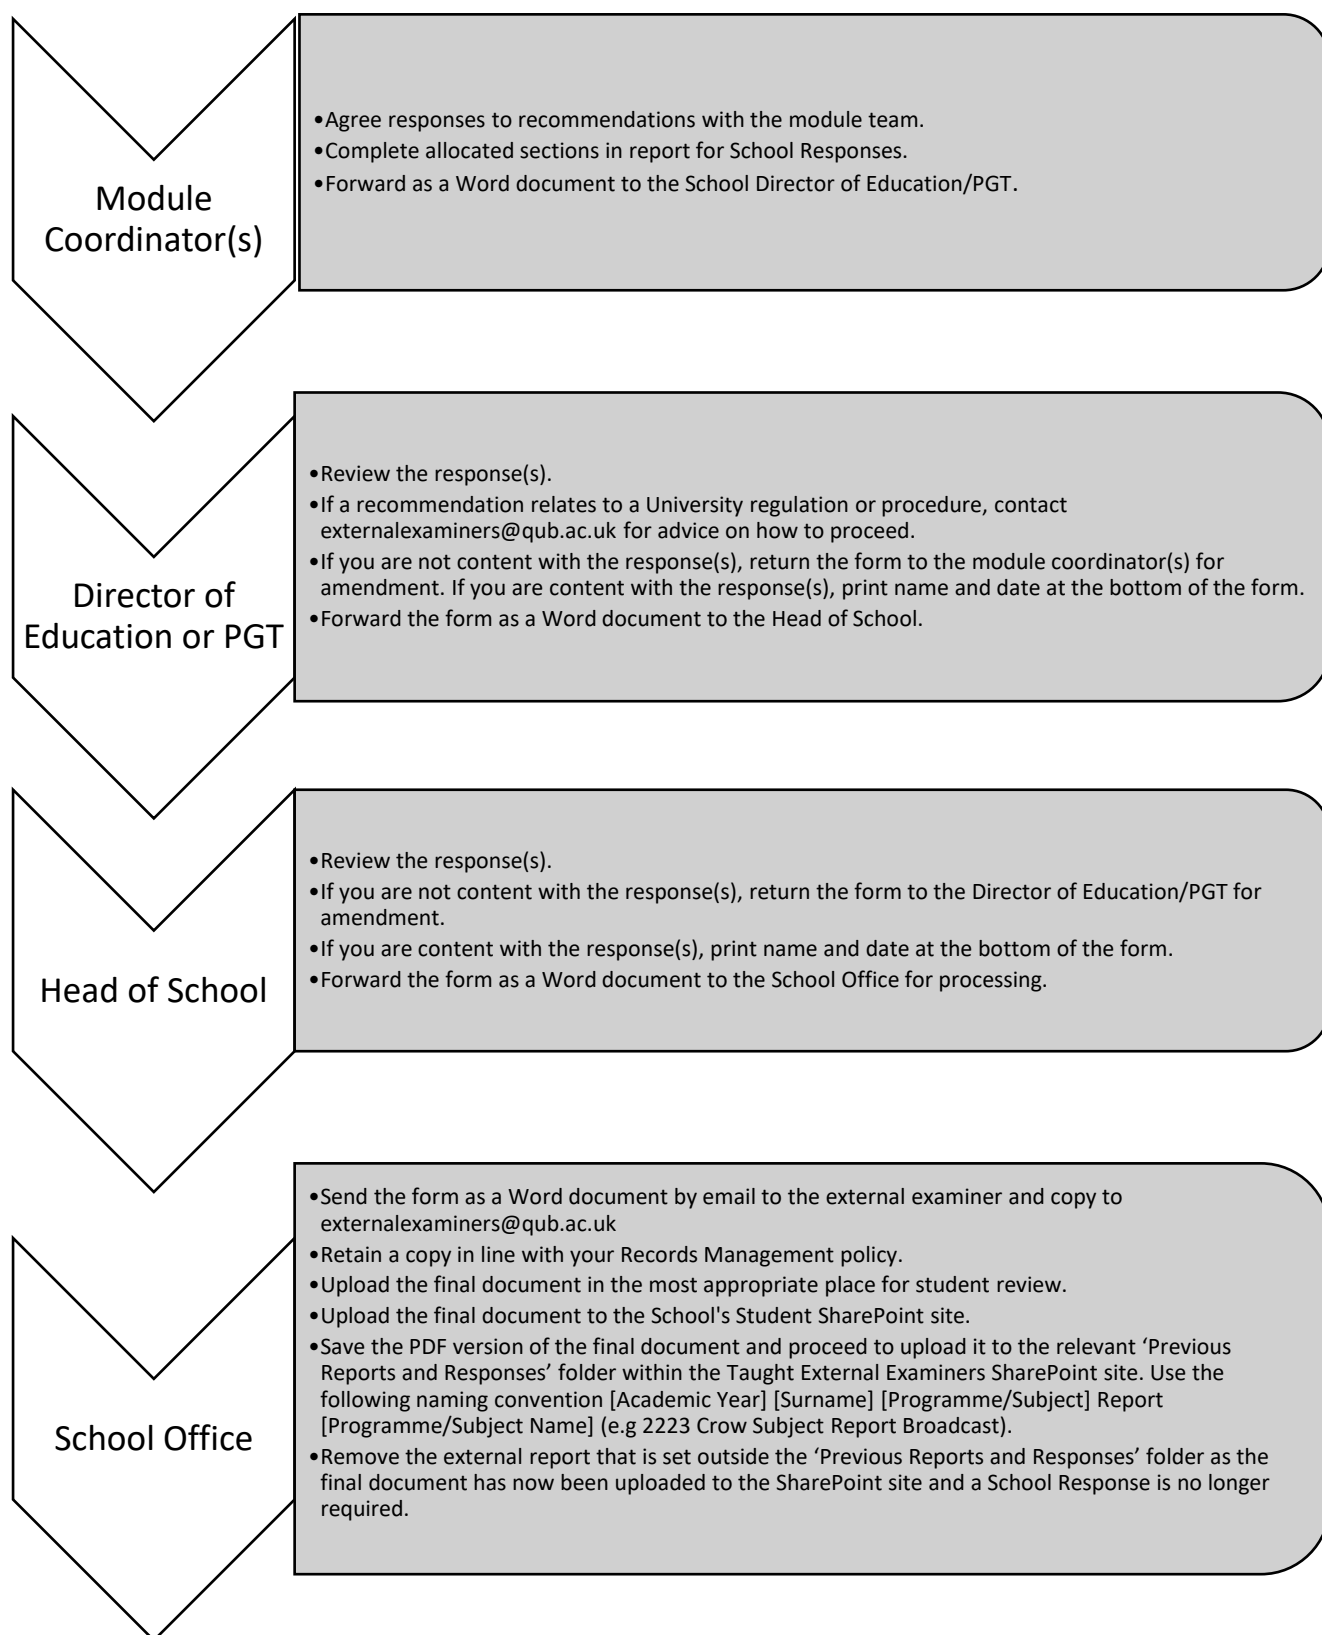 Module
Coordinator(s)
•Agree responses to recommendations with the module team.
•Complete allocated sections in report for School Responses.
•Forward as a Word document to the School Director of Education/PGT.
Director of
Education or PGT
•Review the response(s).
•If a recommendation relates to a University regulation or procedure, contact
externalexaminers@qub.ac.uk for advice on how to proceed.
•If you are not content with the response(s), return the form to the module coordinator(s) for
amendment. If you are content with the response(s), print name and date at the bottom of the form.
•Forward the form as a Word document to the Head of School.
Head of School
•Review the response(s).
•If you are not content with the response(s), return the form to the Director of Education/PGT for
amendment.
•If you are content with the response(s), print name and date at the bottom of the form.
•Forward the form as a Word document to the School Office for processing.
School Office
•Send the form as a Word document by email to the external examiner and copy to
externalexaminers@qub.ac.uk
•Retain a copy in line with your Records Management policy.
•Upload the final document in the most appropriate place for student review.
•Upload the final document to the School's Student SharePoint site.
•Save the PDF version of the final document and proceed to upload it to the relevant ‘Previous
Reports and Responses’ folder within the Taught External Examiners SharePoint site. Use the
following naming convention [Academic Year] [Surname] [Programme/Subject] Report
[Programme/Subject Name] (e.g 2223 Crow Subject Report Broadcast).
•Remove the external report that is set outside the ‘Previous Reports and Responses’ folder as the
final document has now been uploaded to the SharePoint site and a School Response is no longer
required.